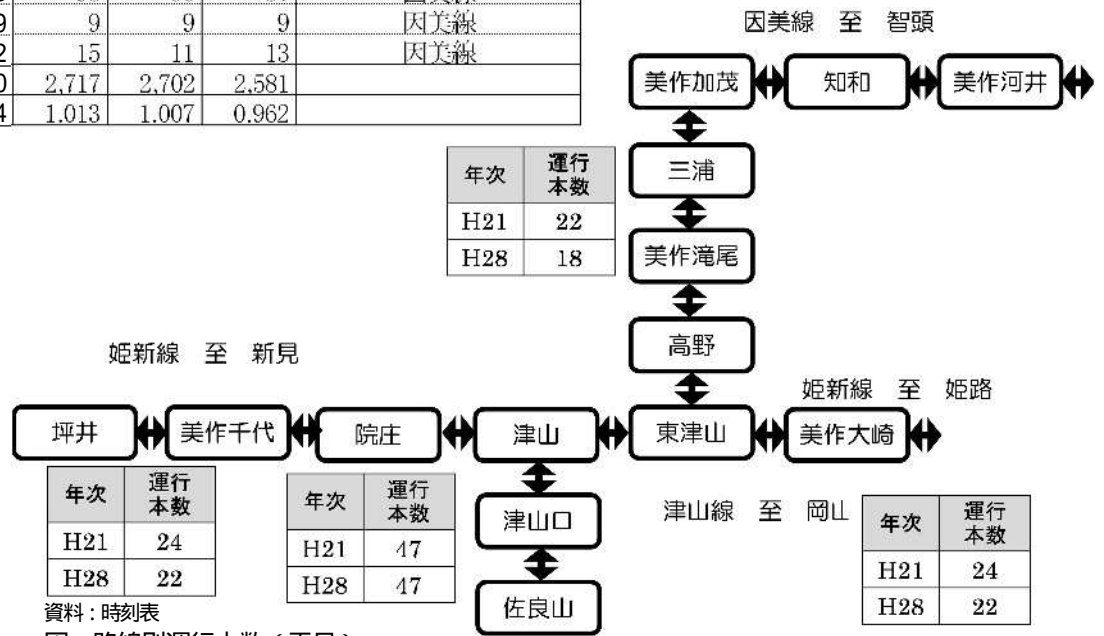 9 9 9 9 因美線
2 15 11 13 因美線
0 2,717 2,702 2,581
4 1.013 1.007 0.962
因美線 至 智頭
美作加茂 知和 美作河井
年次 運行本数
H21 22
H28 18
三浦
美作滝尾
高野
姫新線 至 新見
姫新線 至 姫路
坪井 美作千代 院庄 津山 東津山 美作大崎
年次 運行本数
H21 24
H28 22
年次 運行本数
H21 47
H28 47
津山口
佐良山
津山線 至 岡山
年次 運行本数
H21 24
H28 22
資料:時刻表